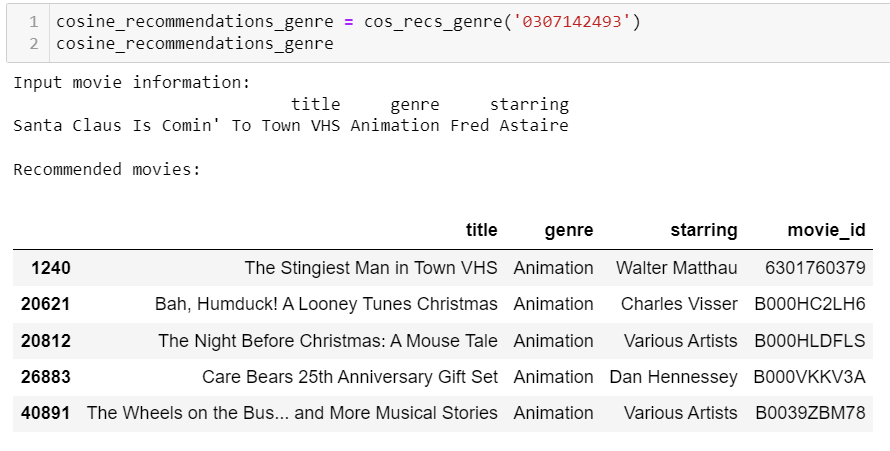 1 cosine_recommendations_genre = cos_recs_genre('0307142493')
2 cosine_recommendations_genre
Input movie information:
title genre starring
Santa Claus Is Comin' To Town VHS Animation Fred Astaire
Recommended movies:
title genre starring movie_id
1240 The Stingiest Man in Town VHS Animation Walter Matthau 6301760379
20621 Bah, Humduck! A Looney Tunes Christmas Animation Charles Visser B000HC2LH6
20812 The Night Before Christmas: A Mouse Tale Animation Various Artists B000HLDFLS
26883 Care Bears 25th Anniversary Gift Set Animation Dan Hennessey B000VKKV3A
40891 The Wheels on the Bus... and More Musical Stories Animation Various Artists B0039ZBM78